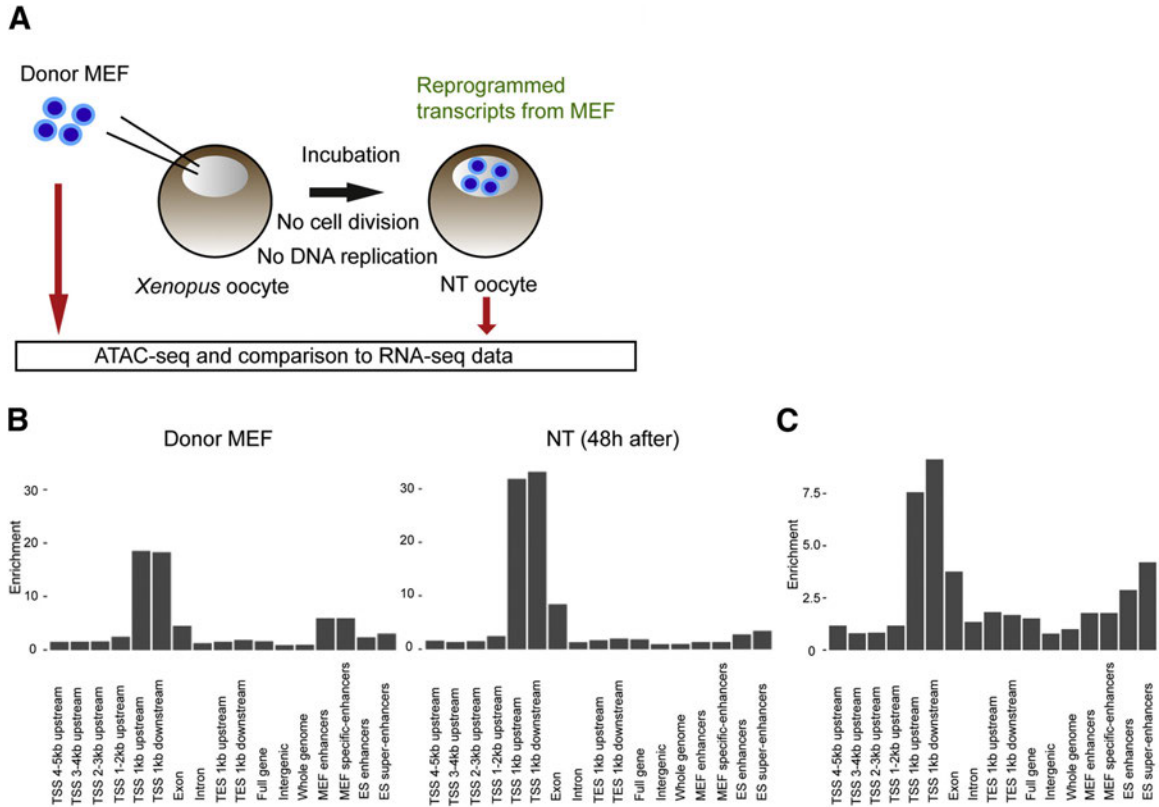 A
Donor MEF
Reprogrammed
transcripts from MEF
Incubation
No cell division
No DNA replication
Xenopus oocyte
NT oocyte
ATAC-seq and comparison to RNA-seq data
B
Donor MEF
Enrichment
30
20
10
0
TSS 4-5kb upstream
TSS 3-4kb upstream
TSS 2-3kb upstream
TSS 1-2kb upstream
TSS 1kb upstream
TSS 1kb downstream
Exon
Intron
TES 1kb upstream
TES 1kb downstream
Full gene
Intergenic
Whole genome
MEF enhancers
MEF specific-enhancers
ES enhancers
ES super-enhancers
NT (48h after)
30
20
10
0
TSS 4-5kb upstream
TSS 3-4kb upstream
TSS 2-3kb upstream
TSS 1-2kb upstream
TSS 1kb upstream
TSS 1kb downstream
Exon
Intron
TES 1kb upstream
TES 1kb downstream
Full gene
Intergenic
Whole genome
MEF enhancers
MEF specific-enhancers
ES enhancers
ES super-enhancers
C
Enrichment
7.5
5.0
2.5
0
TSS 4-5kb upstream
TSS 3-4kb upstream
TSS 2-3kb upstream
TSS 1-2kb upstream
TSS 1kb upstream
TSS 1kb downstream
Exon
Intron
TES 1kb upstream
TES 1kb downstream
Full gene
Intergenic
Whole genome
MEF enhancers
MEF specific-enhancers
ES enhancers
ES super-enhancers